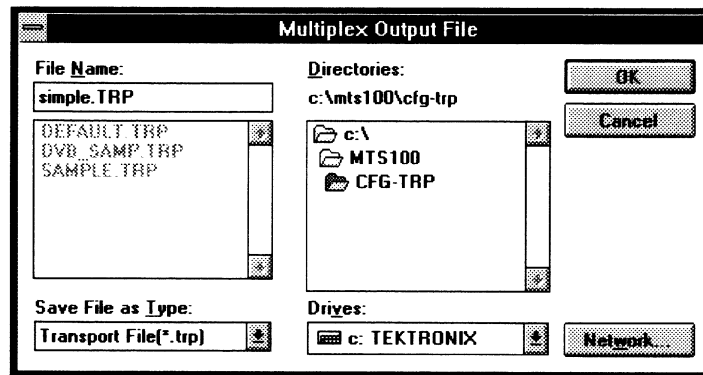 Multiplex Output File
File Name:
simple.TRP
DEFAULT.TRP
DVB_SAMP.TRP
SAMPLE.TRP
Save File as Type:
Transport File(*.trp)
Directories:
c:\mts100\cfg-trp
c:\
MTS100
CFG-TRP
Drives:
c: TEKTRONIX
OK
Cancel
Network...